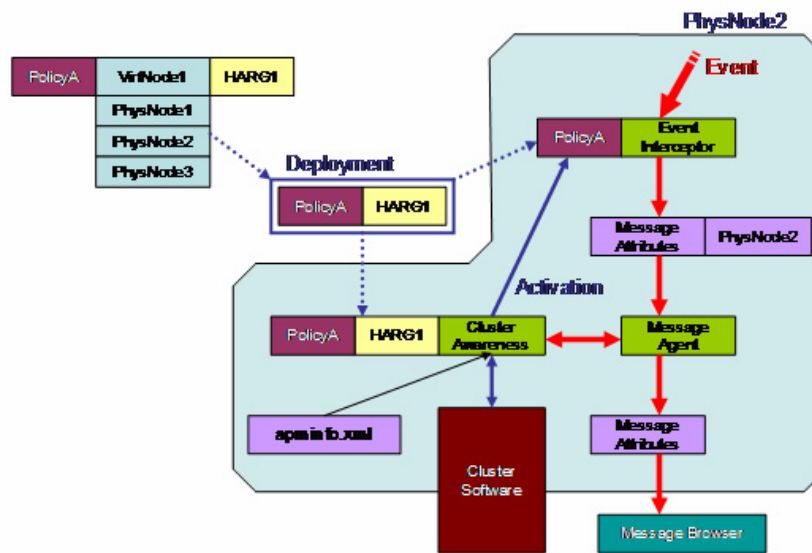 PhysNode2
Event
PolicyA
VirtNode1
HARG1
PhysNode1
PhysNode2
PhysNode3
Deployment
PolicyA
HARG1
PolicyA
Event
Interceptor
Message
Attributes
PhysNode2
Activation
PolicyA
HARG1
Cluster
Awareness
Message
Agent
apminfo.xml
Message
Attributes
Cluster
Software
Message Browser